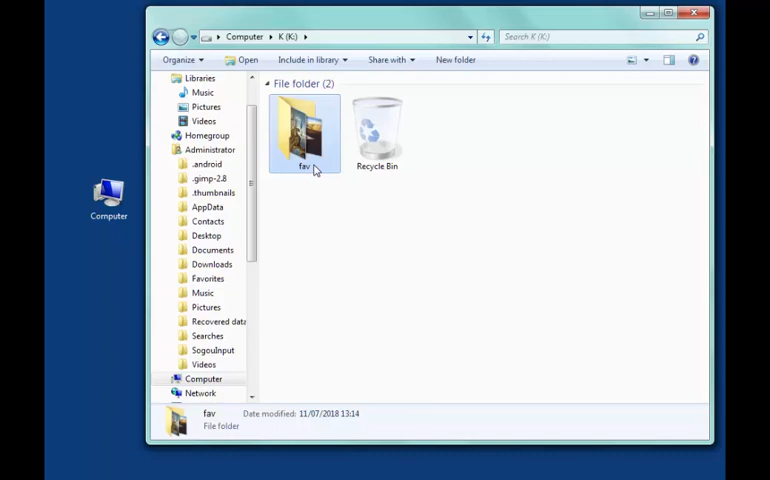 Computer
Computer K (K:)
Search K (K:)
Organize Open Include in library Share with New folder
Libraries
Music
Pictures
Videos
Homegroup
Administrator
.android
.gimp-2.8
.thumbnails
AppData
Contacts
Desktop
Documents
Downloads
Favorites
Music
Pictures
Recovered data
Searches
SogouInput
Videos
Computer
Network
File folder (2)
fav
Recycle Bin
fav Date modified: 11/07/2018 13:14
File folder